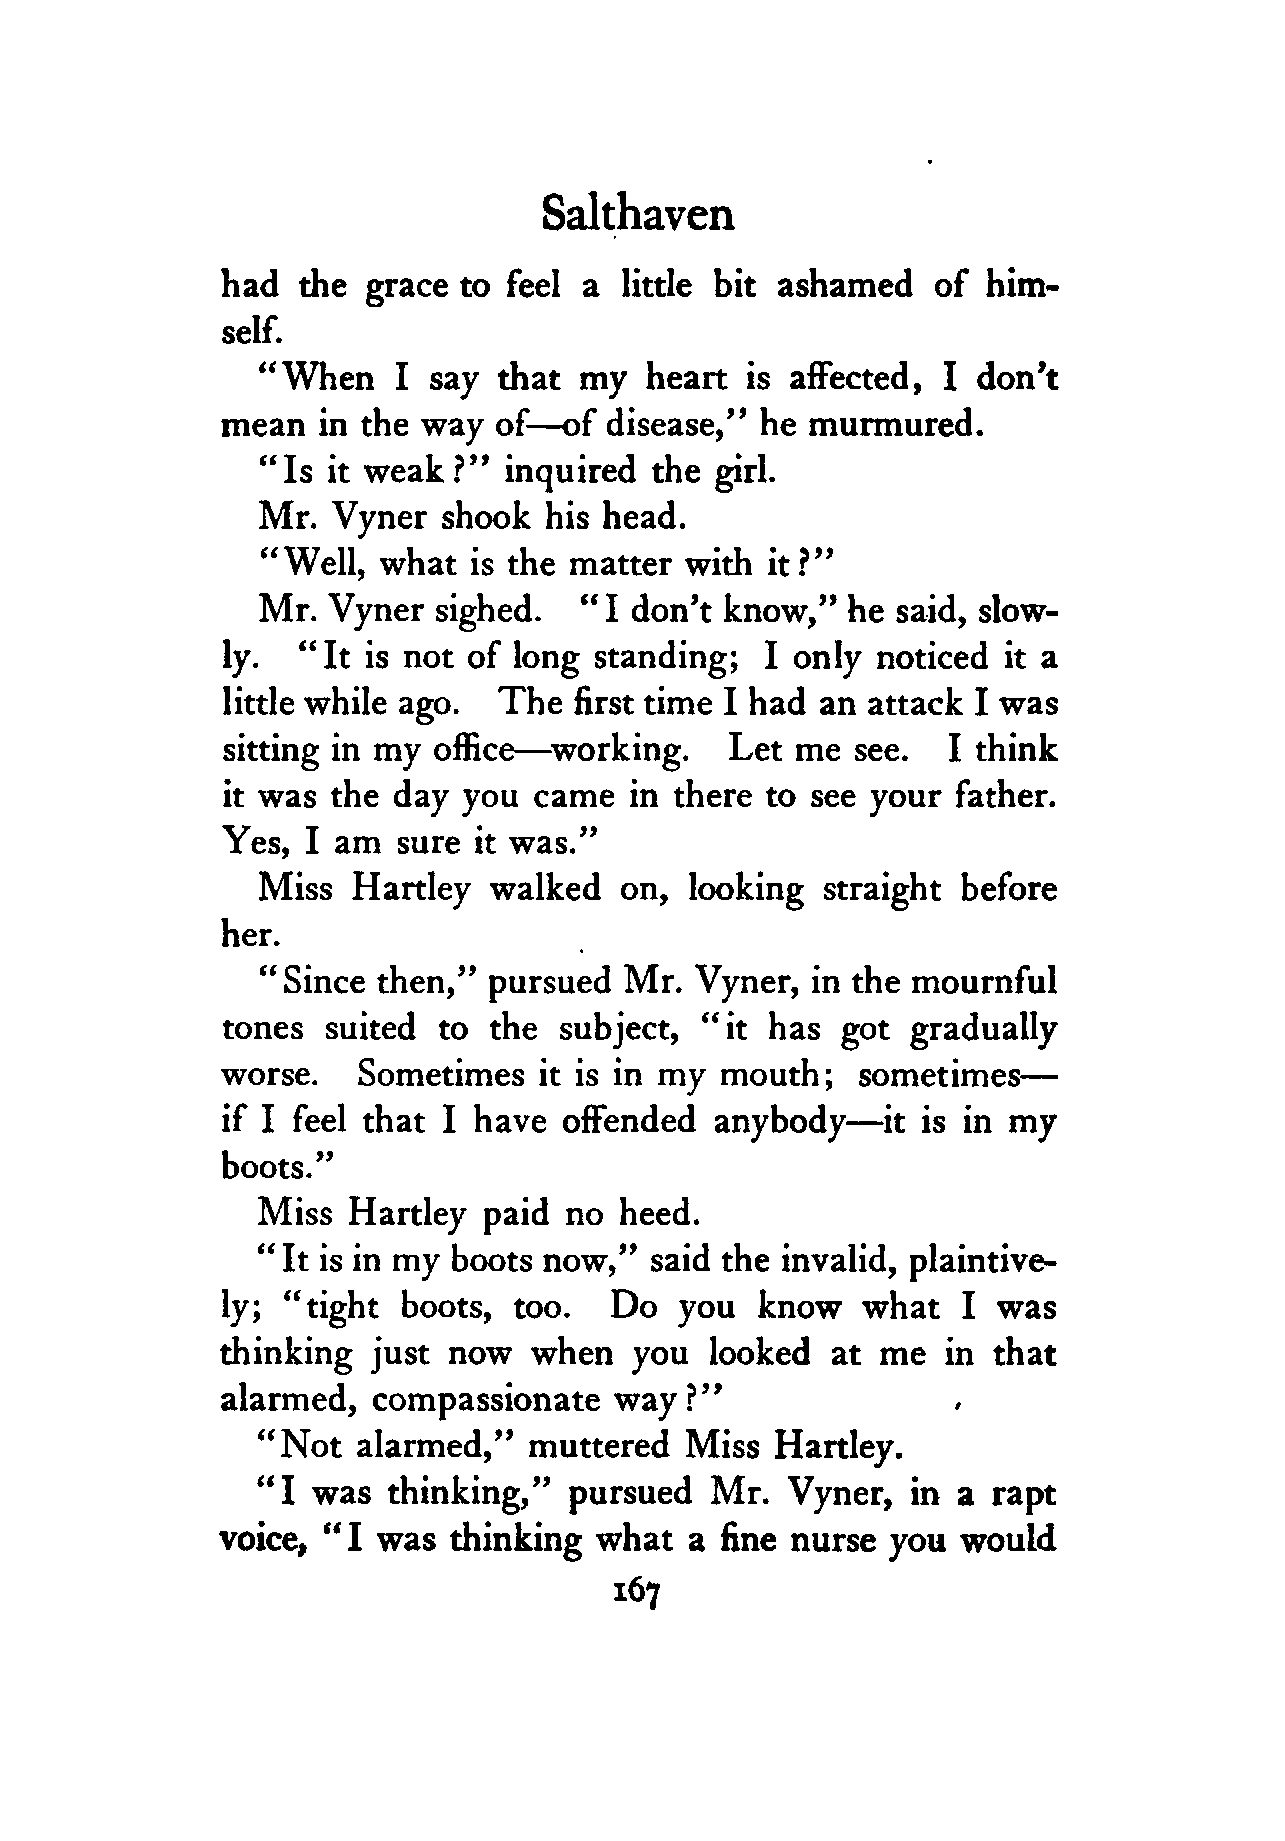 Salthaven
had the grace to feel a little bit ashamed of him-
self.
"When I say that my heart is affected, I don't
mean in the way of—of disease," he murmured.
"Is it weak?" inquired the girl.
Mr. Vyner shook his head.
"Well, what is the matter with it?"
Mr. Vyner sighed. "I don't know," he said, slow-
ly. "It is not of long standing; I only noticed it a
little while ago. The first time I had an attack I was
sitting in my office—working. Let me see. I think
it was the day you came in there to see your father.
Yes, I am sure it was."
Miss Hartley walked on, looking straight before
her.
"Since then," pursued Mr. Vyner, in the mournful
tones suited to the subject, "it has got gradually
worse. Sometimes it is in my mouth; sometimes—
if I feel that I have offended anybody—it is in my
boots."
Miss Hartley paid no heed.
"It is in my boots now," said the invalid, plaintive-
ly; "tight boots, too. Do you know what I was
thinking just now when you looked at me in that
alarmed, compassionate way?"
"Not alarmed," muttered Miss Hartley.
"I was thinking," pursued Mr. Vyner, in a rapt
voice, "I was thinking what a fine nurse you would
167